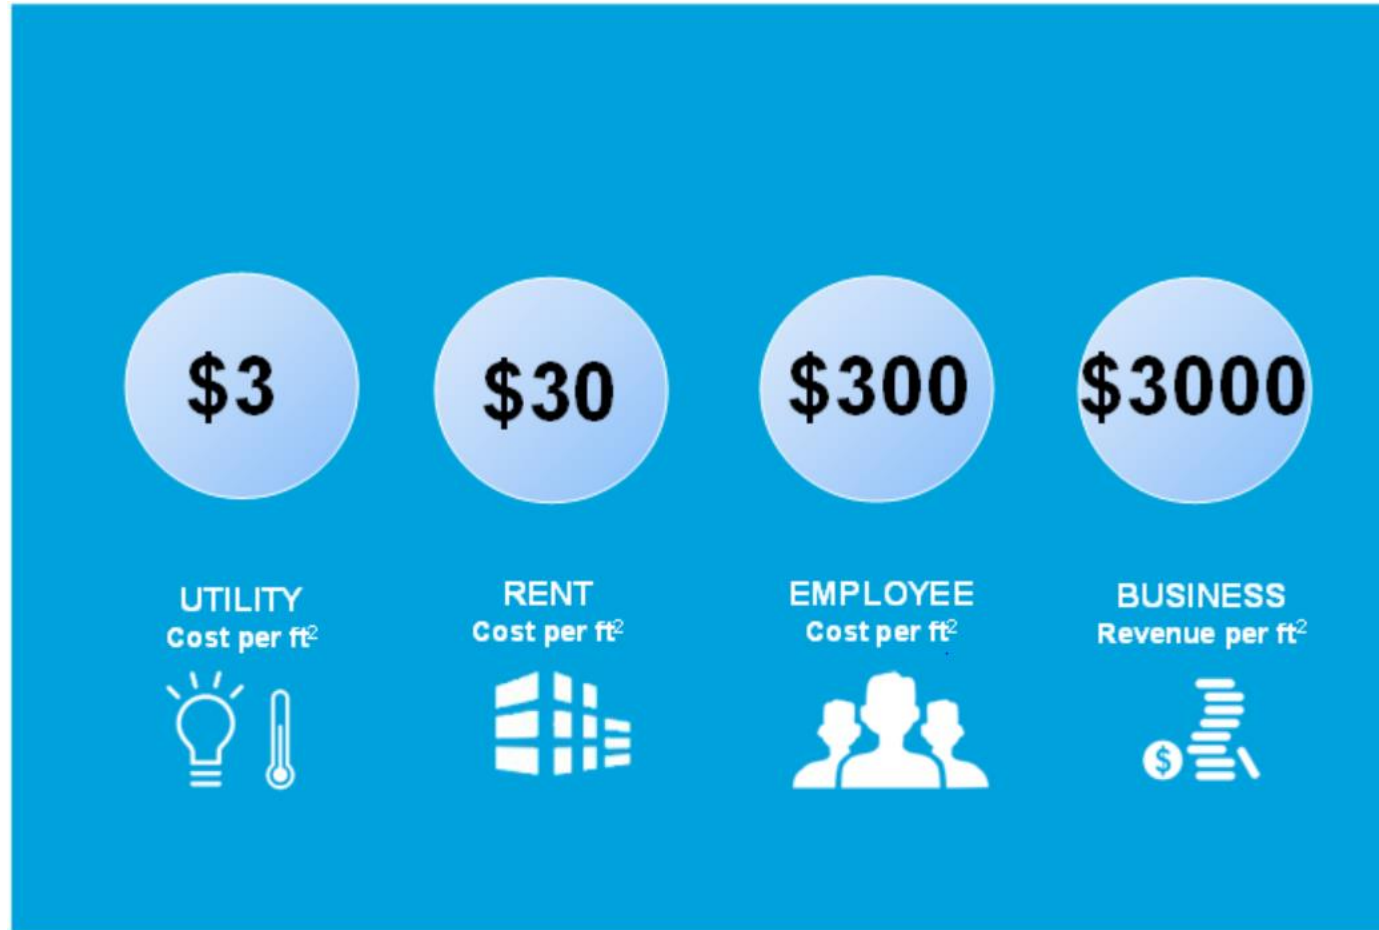 $3
$30
$300
$3000
UTILITY
Cost per ft²
RENT
Cost per ft²
EMPLOYEE
Cost per ft²
BUSINESS
Revenue per ft²
$